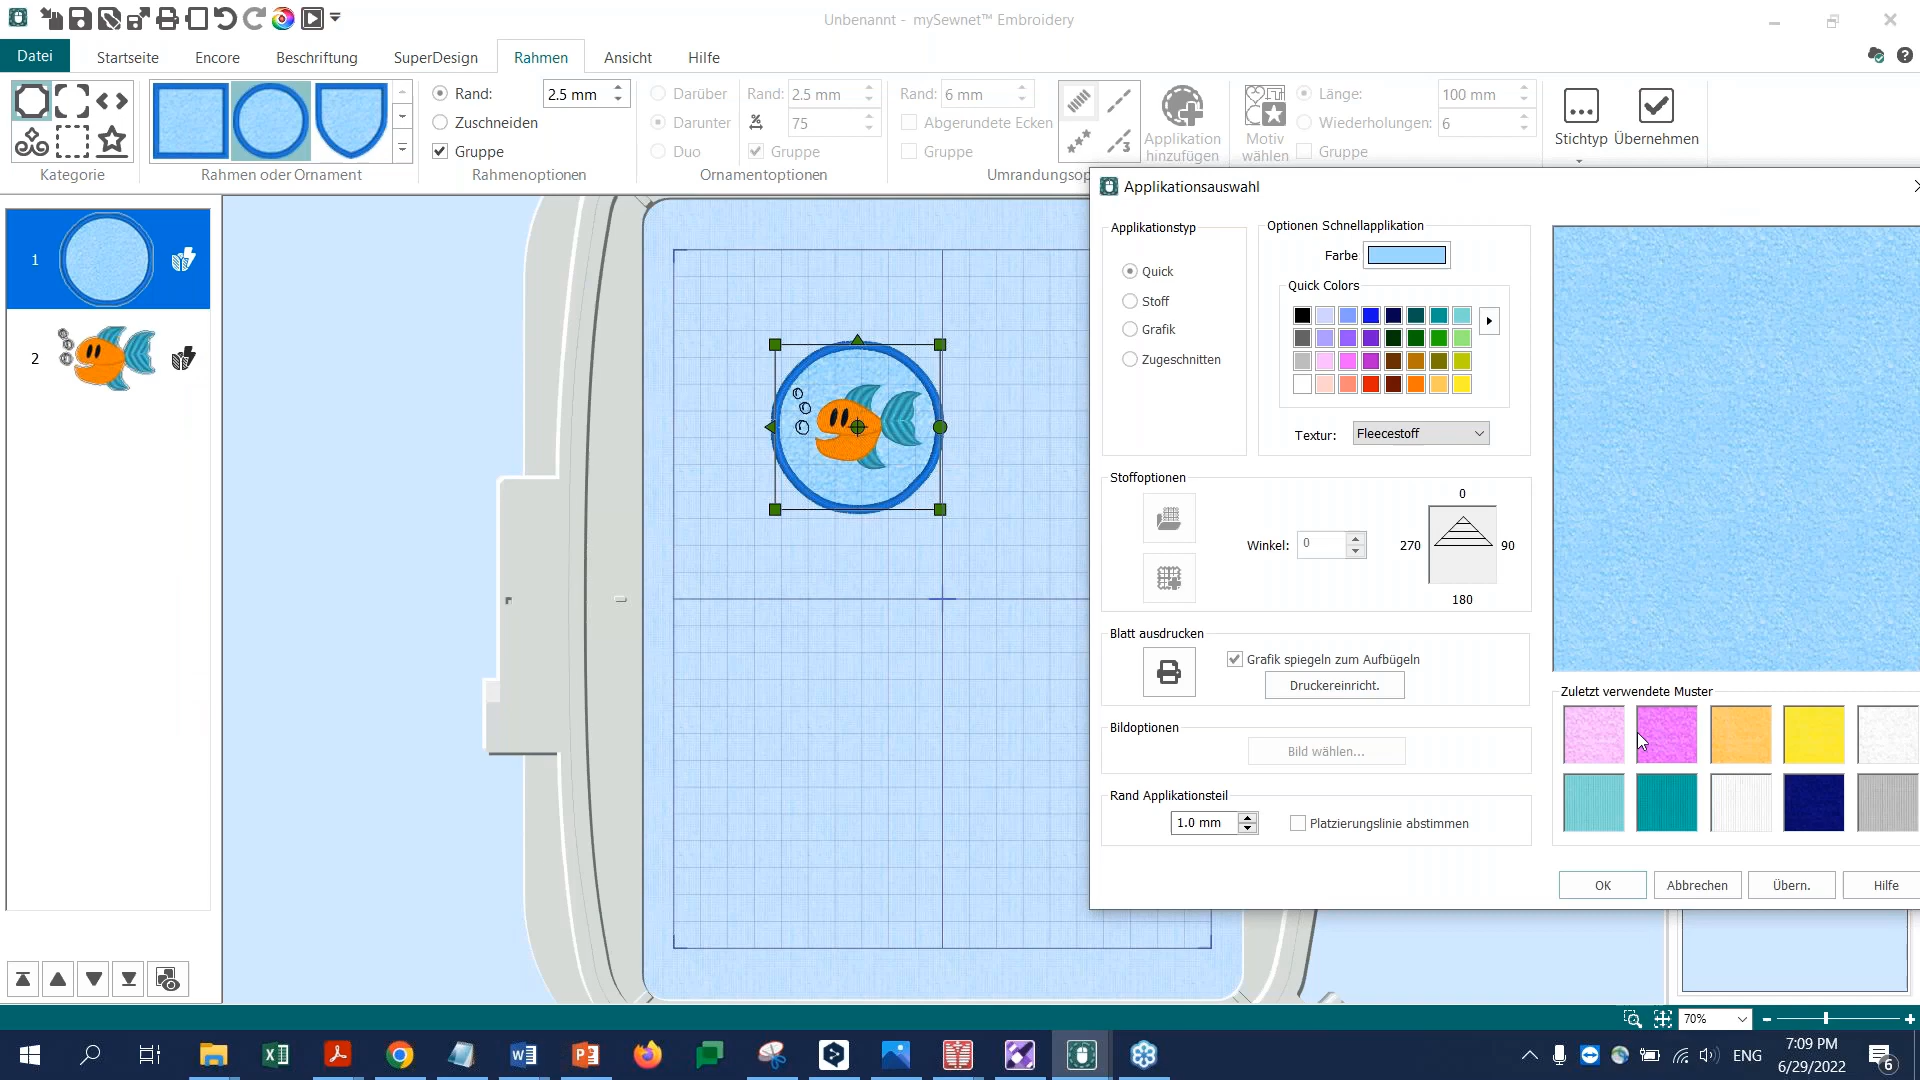 Unbenannt - mySewnet™ Embroidery
Datei Startseite Encore Beschriftung SuperDesign Rahmen Ansicht Hilfe
Rand: 2.5 mm Darüber Rand: 2.5 mm Rand: 6 mm Länge: 100 mm
Zuschneiden Darunter % 75 Abgerundete Ecken Wiederholungen: 6
Gruppe Duo Gruppe Gruppe Applikation hinzufügen Motiv wählen Gruppe Stichtyp Übernehmen
Kategorie Rahmen oder Ornament Rahmenoptionen Ornamentoptionen Umrandungsop
Applikationsauswahl
Applikationstyp
Quick
Stoff
Grafik
Zugeschnitten
Optionen Schnellapplikation
Farbe
Quick Colors
Textur: Fleecestoff
Stoffoptionen
Winkel: 0
0
270 90
180
Blatt ausdrucken
Grafik spiegeln zum Aufbügeln
Druckereinricht.
Bildoptionen
Bild wählen...
Rand Applikationsteil
1.0 mm Platzierungslinie abstimmen
Zuletzt verwendete Muster
OK Abbrechen Übern. Hilfe
1
2
70%
ENG
7:09 PM
6/29/2022
6